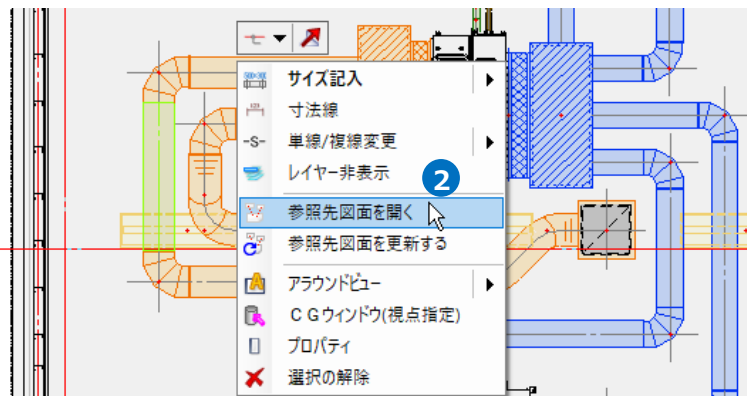 サイズ記入
寸法線
-S- 単線/複線変更
レイヤー非表示
2
参照先図面を開く
参照先図面を更新する
アラウンドビュー
ＣＧウィンドウ(視点指定)
プロパティ
選択の解除